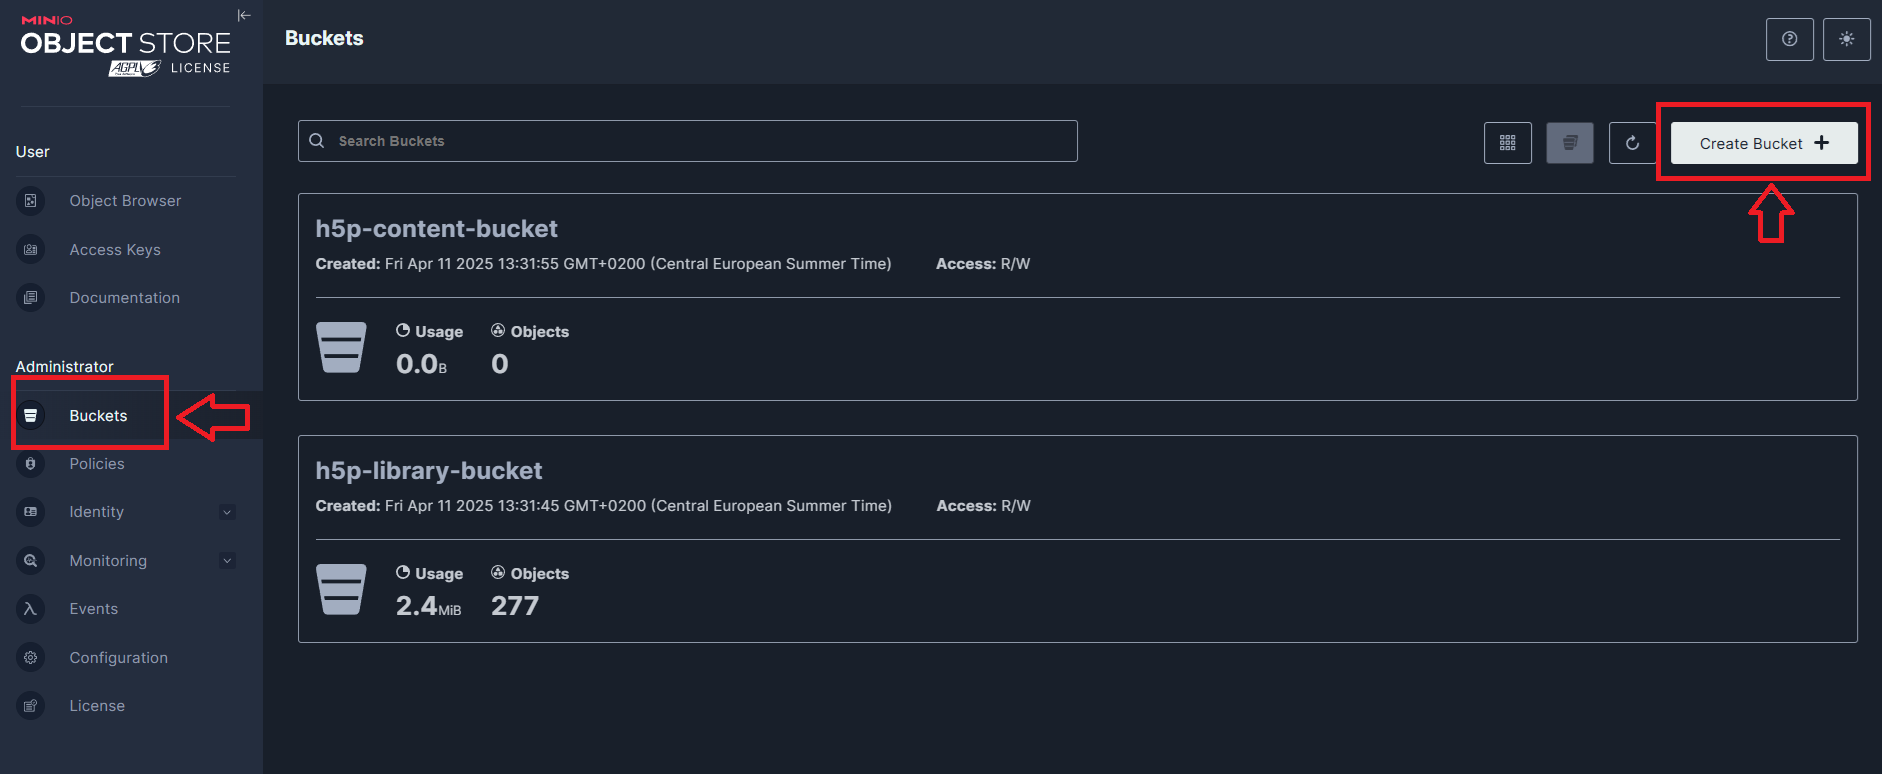 MINIO
OBJECT STORE
AGPL LICENSE
User
Object Browser
Access Keys
Documentation
Administrator
Buckets
Policies
Identity
Monitoring
Events
Configuration
License
Buckets
Search Buckets
Create Bucket
h5p-content-bucket
Created: Fri Apr 11 2025 13:31:55 GMT+0200 (Central European Summer Time) Access: R/W
Usage Objects
0.0B 0
h5p-library-bucket
Created: Fri Apr 11 2025 13:31:45 GMT+0200 (Central European Summer Time) Access: R/W
Usage Objects
2.4MiB 277